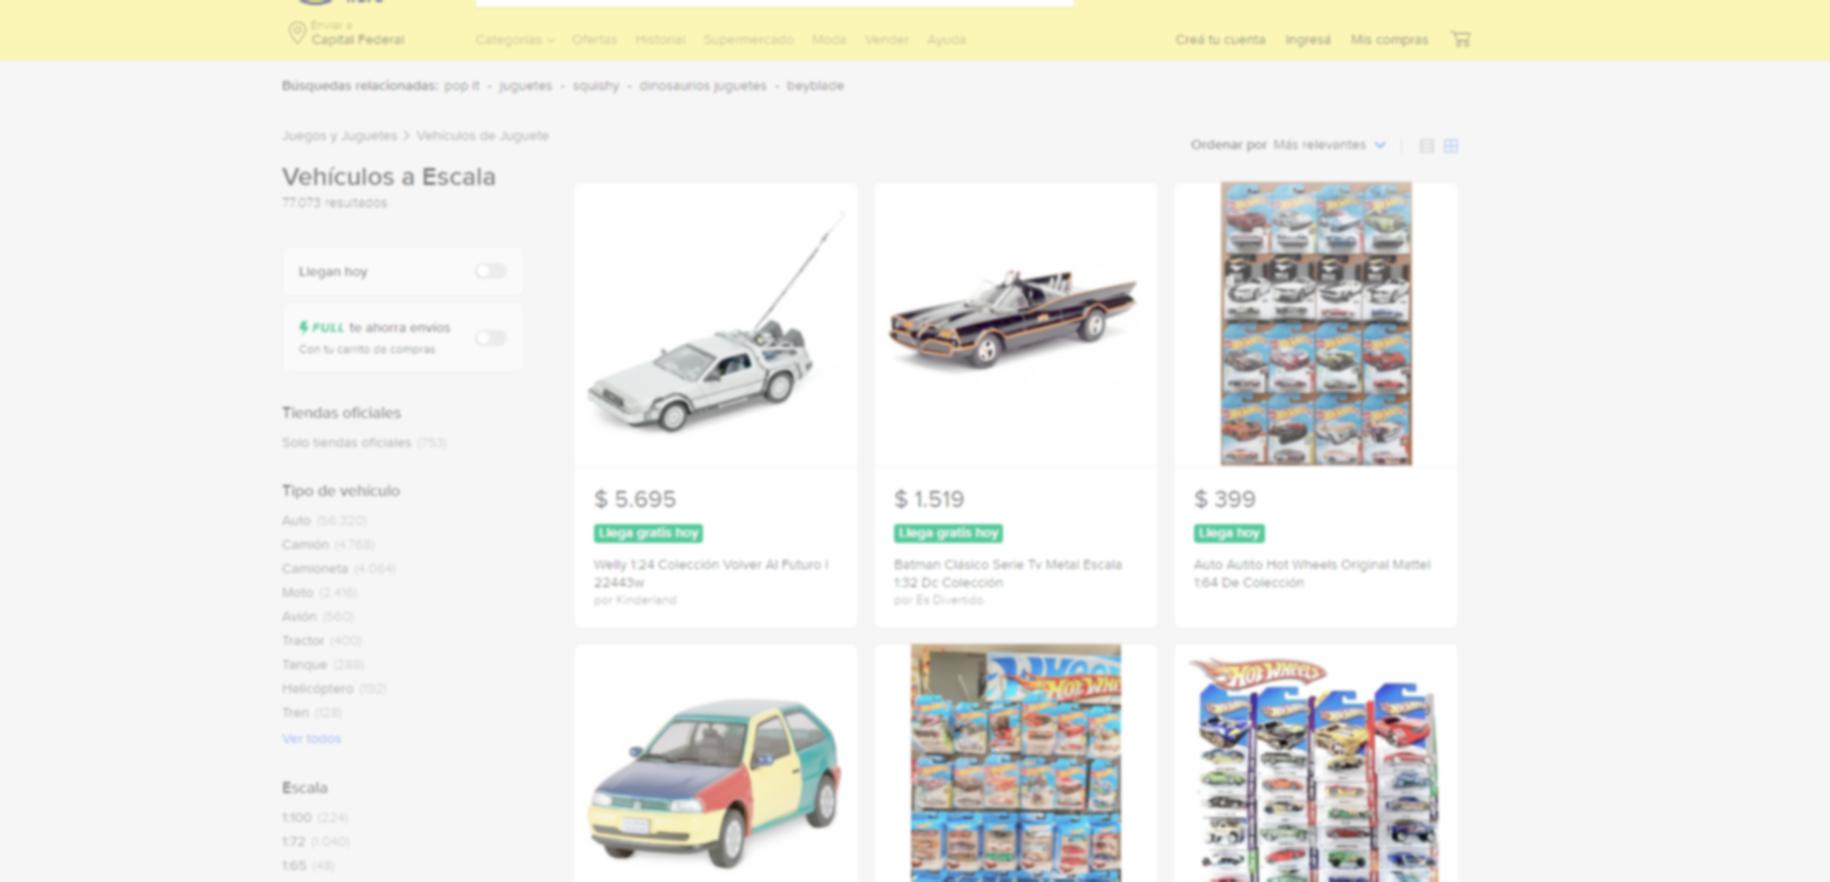 Enviar a
Capital Federal
Categorías
Ofertas
Historial
Supermercado
Moda
Vender
Ayuda
Creá tu cuenta
Ingresá
Mis compras
Búsquedas relacionadas: pop it - juguetes - squishy - dinosaurios juguetes - beyblade
Juegos y Juguetes > Vehículos de Juguete
Ordenar por Más relevantes
Vehículos a Escala
77.073 resultados
Llegan hoy
FULL te ahorra envíos
Con tu carrito de compras
Tiendas oficiales
Solo tiendas oficiales (753)
Tipo de vehículo
Auto (56.320)
Camión (4.768)
Camioneta (4.064)
Moto (2.416)
Avión (560)
Tractor (400)
Tanque (288)
Helicóptero (192)
Tren (128)
Ver todos
Escala
1:100 (224)
1:72 (1.040)
1:65 (48)
$ 5.695
Llega gratis hoy
Welly 1:24 Colección Volver Al Futuro I
22443w
por Kinderland
$ 1.519
Llega gratis hoy
Batman Clásico Serie Tv Metal Escala
1:32 Dc Colección
por Es Divertido
$ 399
Llega hoy
Auto Autito Hot Wheels Original Mattel
1:64 De Colección
HOT WHEELS